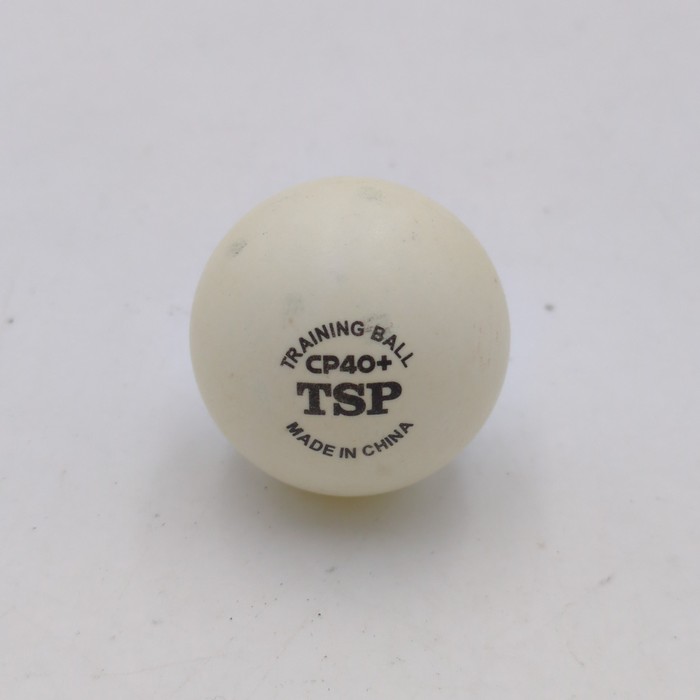 TRAINING BALL
CP40+
TSP
MADE IN CHINA